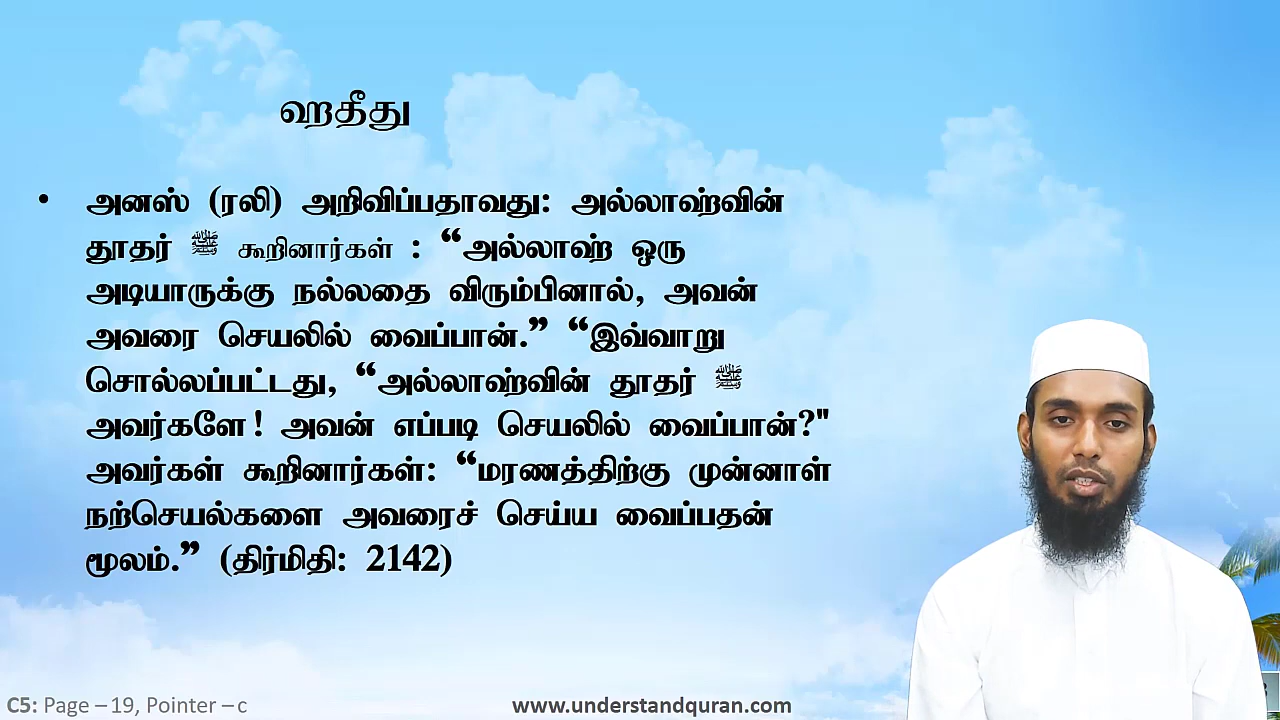 ஹதீது
• அனஸ் (ரலி) அறிவிப்பதாவது: அல்லாஹ்வின்
தூதர் ﷺ கூறினார்கள் : “அல்லாஹ் ஒரு
அடியாருக்கு நல்லதை விரும்பினால், அவன்
அவரை செயலில் வைப்பான்.” “இவ்வாறு
சொல்லப்பட்டது, “அல்லாஹ்வின் தூதர் ﷺ
அவர்களே! அவன் எப்படி செயலில் வைப்பான்?"
அவர்கள் கூறினார்கள்: “மரணத்திற்கு முன்னாள்
நற்செயல்களை அவரைச் செய்ய வைப்பதன்
மூலம்.” (திர்மிதி: 2142)
C5: Page – 19, Pointer – c
www.understandquran.com